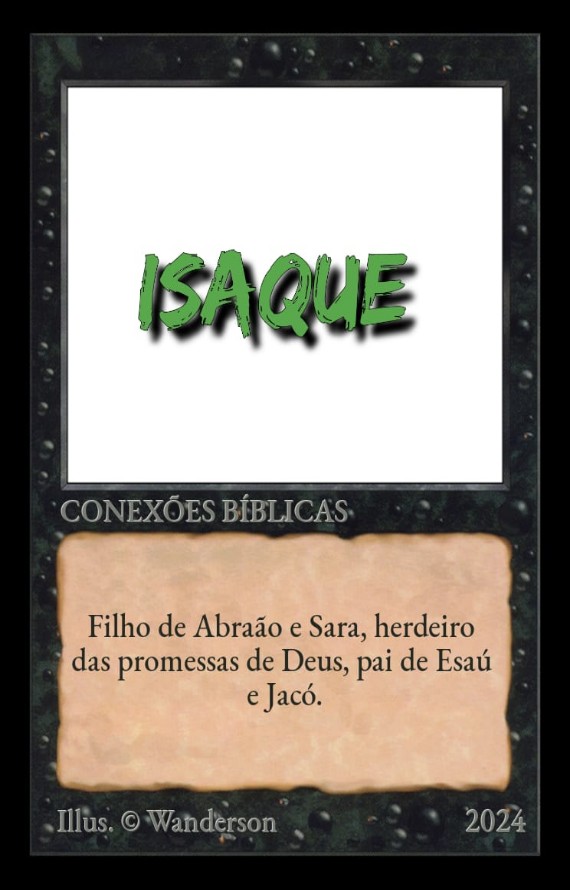 ISAQUE
CONEXÕES BÍBLICAS
Filho de Abraão e Sara, herdeiro
das promessas de Deus, pai de Esaú
e Jacó.
Illus. © Wanderson 2024